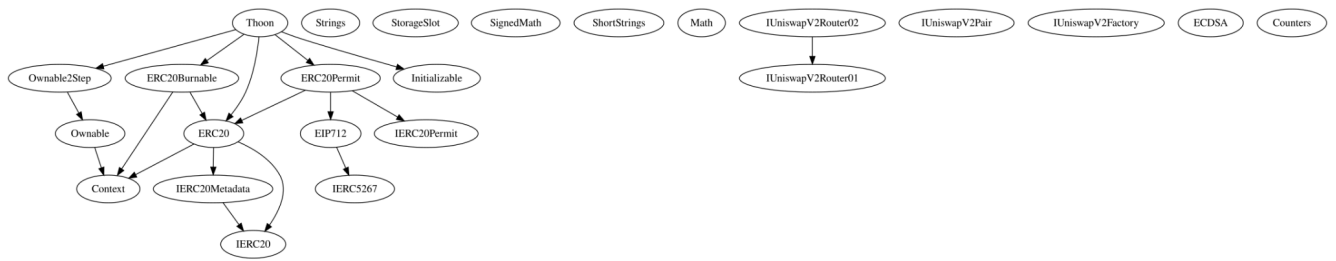 Thoon Strings StorageSlot SignedMath ShortStrings Math IUniswapV2Router02 IUniswapV2Pair IUniswapV2Factory ECDSA Counters
Ownable2Step ERC20Burnable ERC20Permit Initializable IUniswapV2Router01
Ownable ERC20 EIP712 IERC20Permit
Context IERC20Metadata IERC5267
IERC20